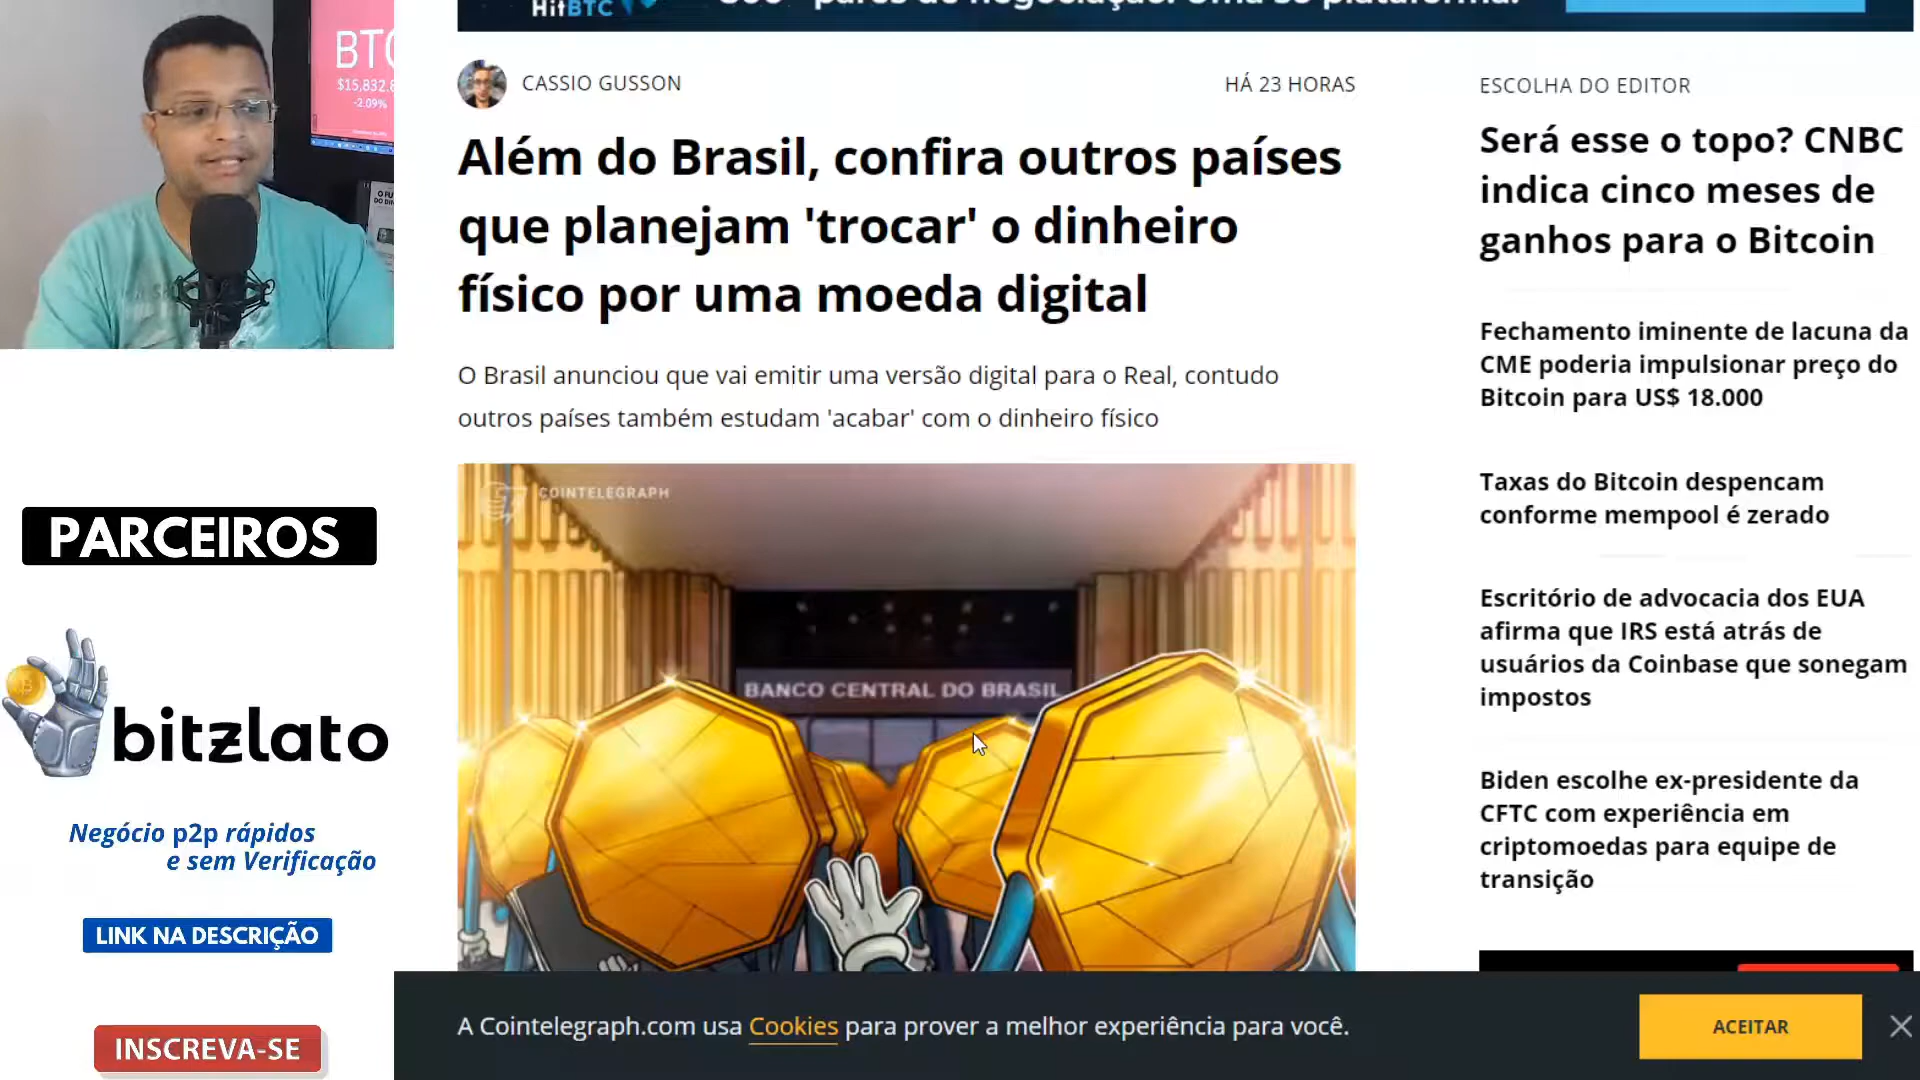 HitBTC
BTC
$15,832.8
-2.09%
CASSIO GUSSON
HÁ 23 HORAS
Além do Brasil, confira outros países
que planejam 'trocar' o dinheiro
físico por uma moeda digital
O Brasil anunciou que vai emitir uma versão digital para o Real, contudo
outros países também estudam 'acabar' com o dinheiro físico
COINTELEGRAPH
BANCO CENTRAL DO BRASIL
ESCOLHA DO EDITOR
Será esse o topo? CNBC
indica cinco meses de
ganhos para o Bitcoin
Fechamento iminente de lacuna da
CME poderia impulsionar preço do
Bitcoin para US$ 18.000
Taxas do Bitcoin despencam
conforme mempool é zerado
Escritório de advocacia dos EUA
afirma que IRS está atrás de
usuários da Coinbase que sonegam
impostos
Biden escolhe ex-presidente da
CFTC com experiência em
criptomoedas para equipe de
transição
PARCEIROS
bitzlato
Negócio p2p rápidos
e sem Verificação
LINK NA DESCRIÇÃO
INSCREVA-SE
A Cointelegraph.com usa Cookies para prover a melhor experiência para você.
ACEITAR